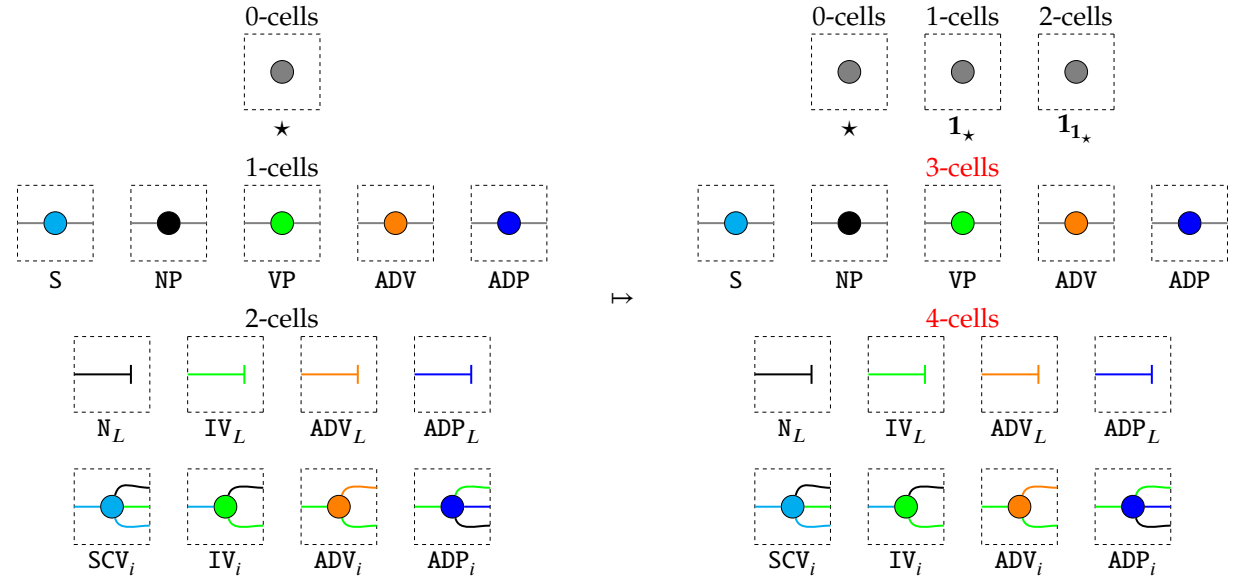 0-cells
0-cells 1-cells 2-cells
⋆
⋆ 1_⋆ 1_{1_⋆}
1-cells
3-cells
S NP VP ADV ADP
S NP VP ADV ADP
↦
2-cells
4-cells
N_L IV_L ADV_L ADP_L
N_L IV_L ADV_L ADP_L
SCV_i IV_i ADV_i ADP_i
SCV_i IV_i ADV_i ADP_i